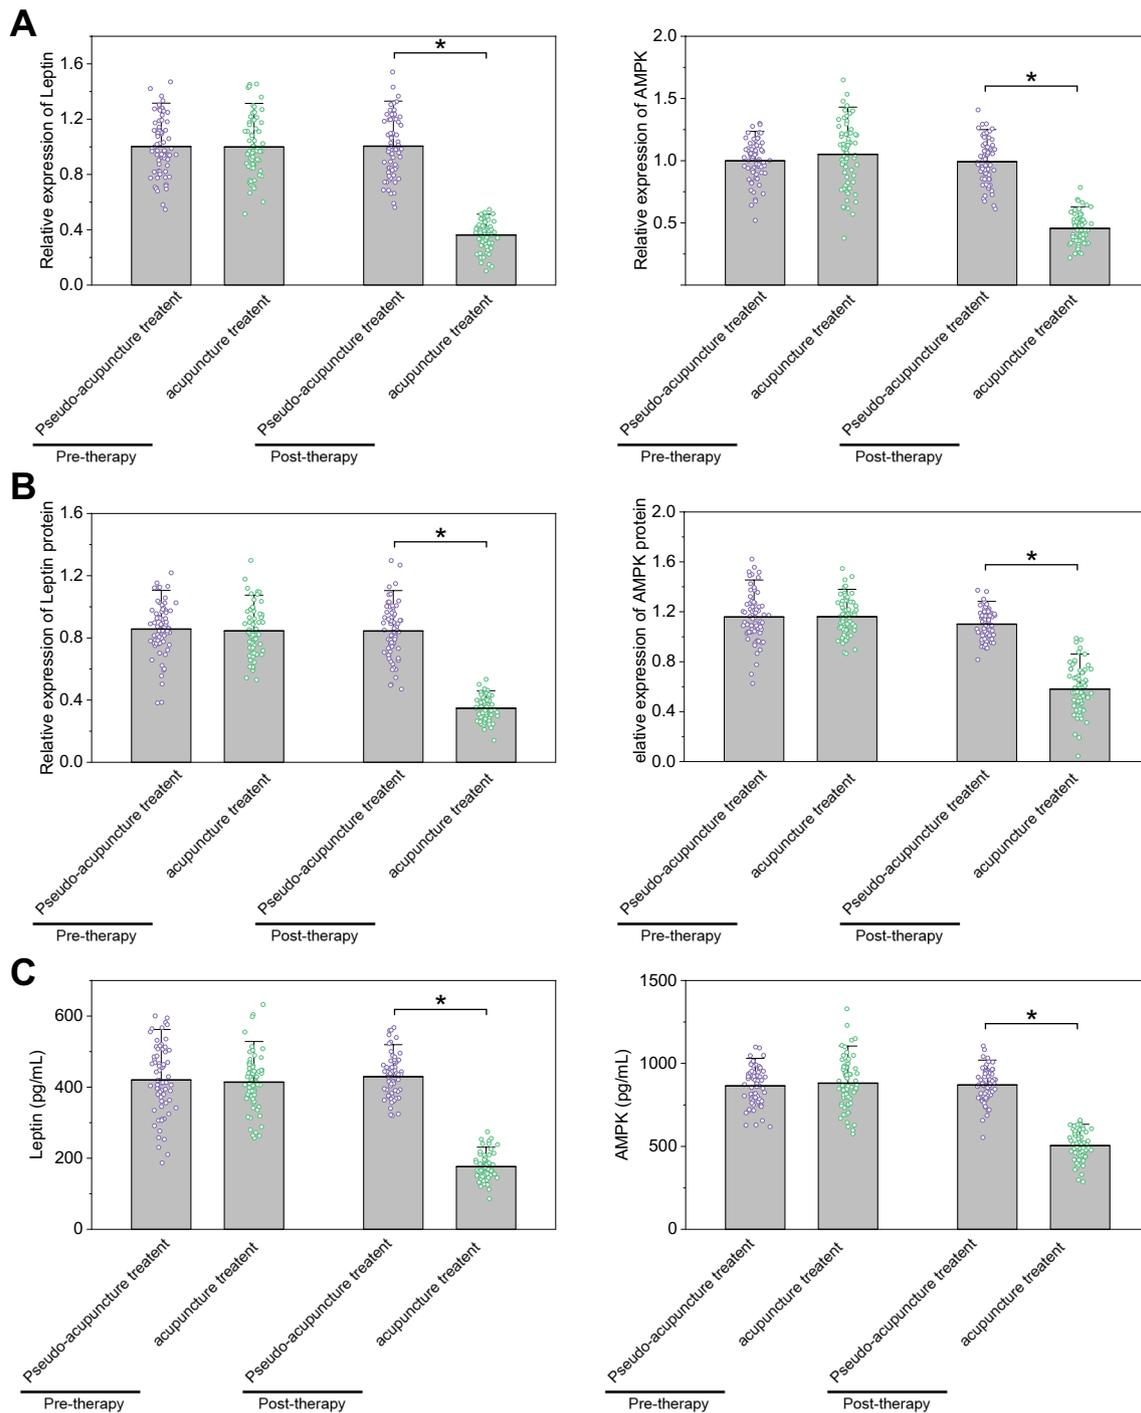 A
Relative expression of Leptin
1.6
1.2
0.8
0.4
0.0
*
Pseudo-acupuncture treatent
acupuncture treatent
Pseudo-acupuncture treatent
acupuncture treatent
Pre-therapy
Post-therapy
Relative expression of AMPK
2.0
1.5
1.0
0.5
*
Pseudo-acupuncture treatent
acupuncture treatent
Pseudo-acupuncture treatent
acupuncture treatent
Pre-therapy
Post-therapy
B
Relative expression of Leptin protein
1.6
1.2
0.8
0.4
0.0
*
Pseudo-acupuncture treatent
acupuncture treatent
Pseudo-acupuncture treatent
acupuncture treatent
Pre-therapy
Post-therapy
elative expression of AMPK protein
2.0
1.6
1.2
0.8
0.4
0.0
*
Pseudo-acupuncture treatent
acupuncture treatent
Pseudo-acupuncture treatent
acupuncture treatent
Pre-therapy
Post-therapy
C
Leptin (pg/mL)
600
400
200
0
*
Pseudo-acupuncture treatent
acupuncture treatent
Pseudo-acupuncture treatent
acupuncture treatent
Pre-therapy
Post-therapy
AMPK (pg/mL)
1500
1000
500
0
*
Pseudo-acupuncture treatent
acupuncture treatent
Pseudo-acupuncture treatent
acupuncture treatent
Pre-therapy
Post-therapy